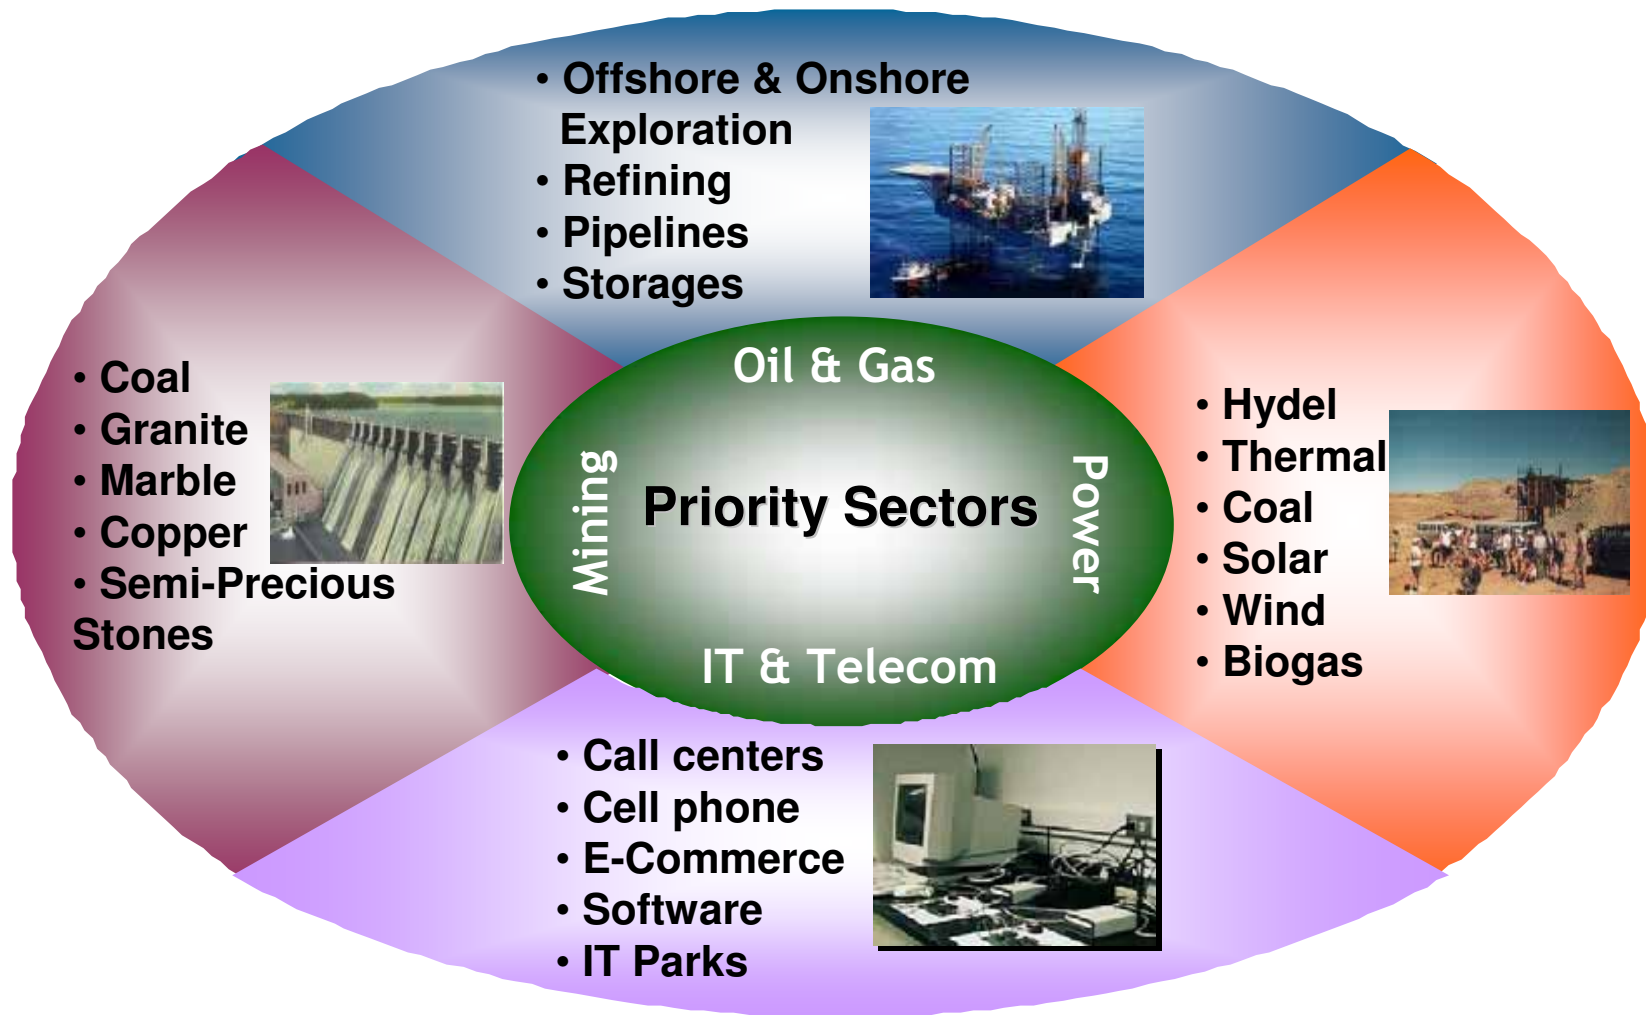 • Offshore & Onshore
Exploration
• Refining
• Pipelines
• Storages
Oil & Gas
• Coal
• Granite
• Marble
• Copper
• Semi-Precious
Stones
Mining
Priority Sectors
Power
• Hydel
• Thermal
• Coal
• Solar
• Wind
• Biogas
IT & Telecom
• Call centers
• Cell phone
• E-Commerce
• Software
• IT Parks